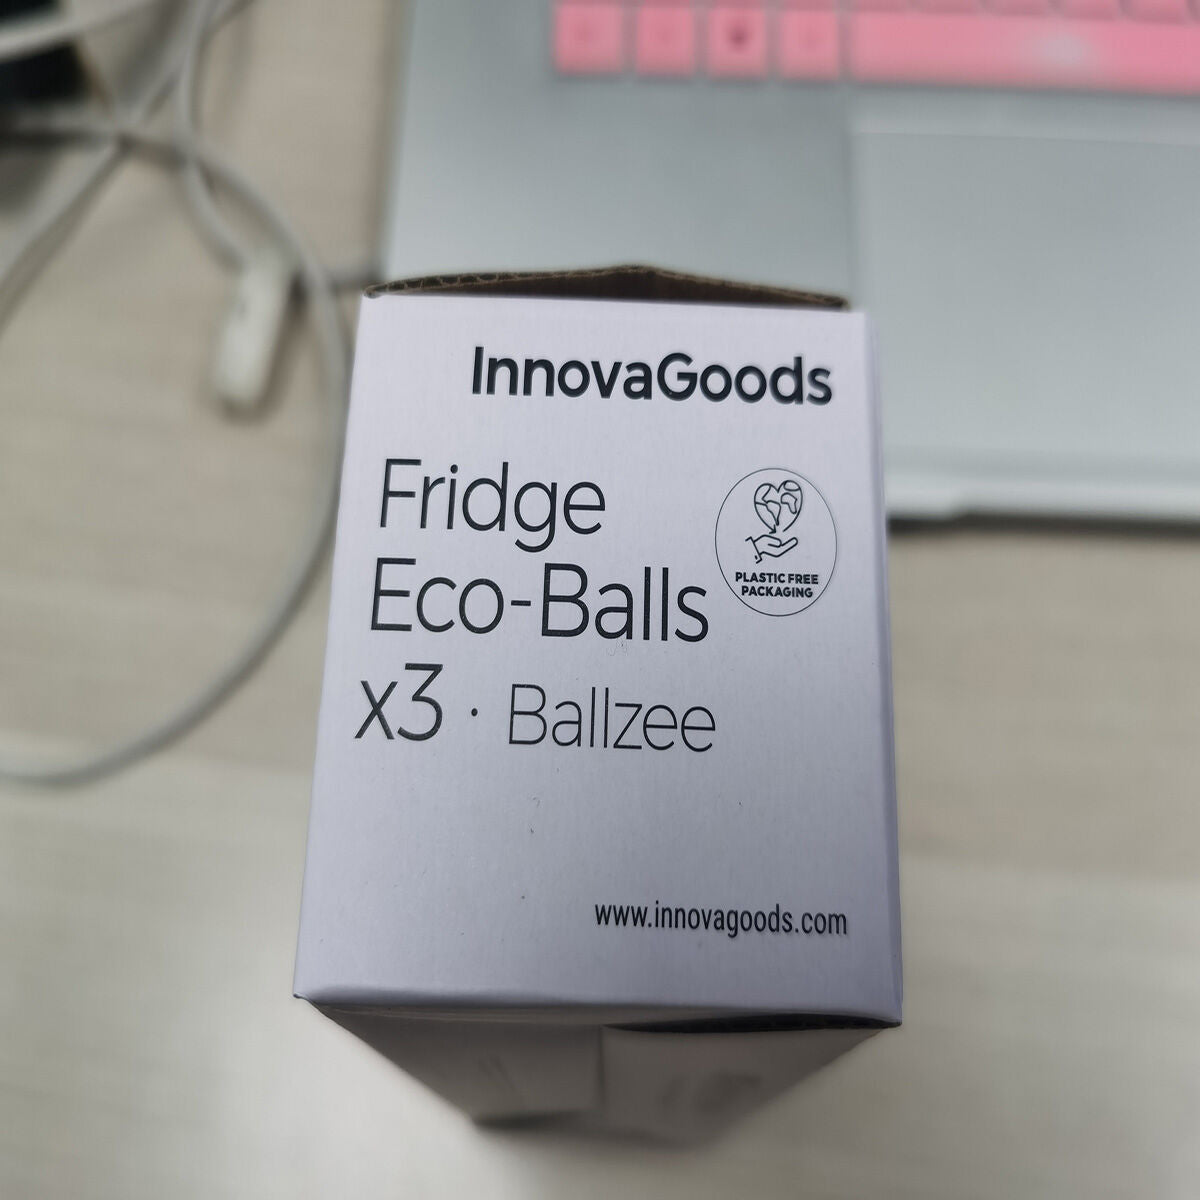 InnovaGoods
Fridge
Eco-Balls
x3 · Ballzee
PLASTIC FREE
PACKAGING
www.innovagoods.com